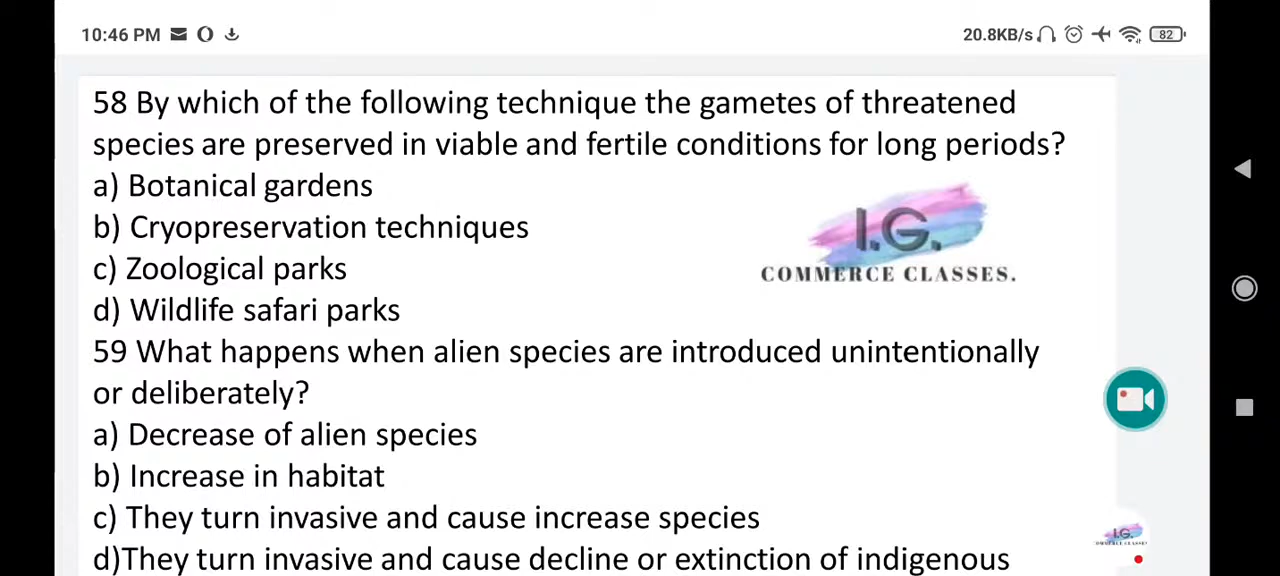 10:46 PM
20.8KB/s
82
58 By which of the following technique the gametes of threatened
species are preserved in viable and fertile conditions for long periods?
a) Botanical gardens
b) Cryopreservation techniques
c) Zoological parks
d) Wildlife safari parks
I.G.
COMMERCE CLASSES.
59 What happens when alien species are introduced unintentionally
or deliberately?
a) Decrease of alien species
b) Increase in habitat
c) They turn invasive and cause increase species
I.G.
COMMERCE CLASSES
d)They turn invasive and cause decline or extinction of indigenous